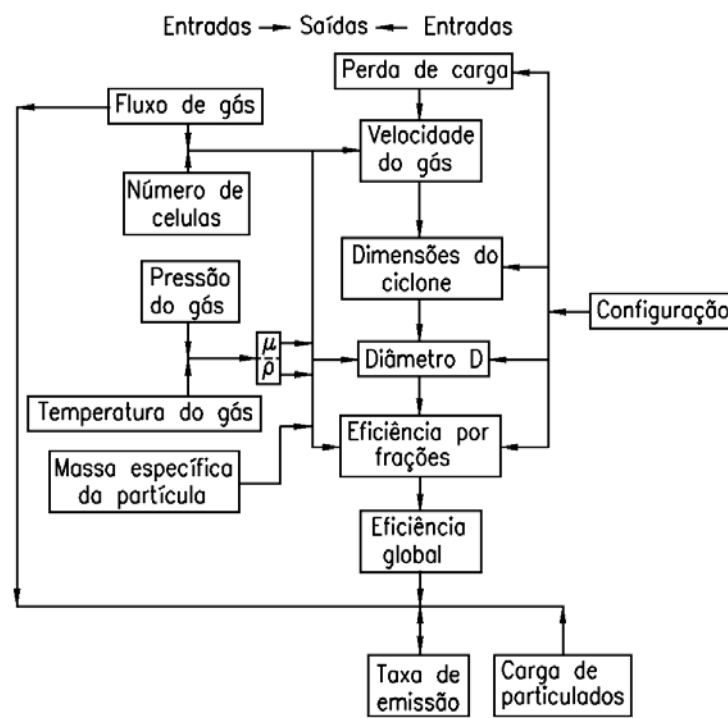 Entradas → Saídas ← Entradas
Perda de carga
Fluxo de gás
Velocidade
do gás
Número de
celulas
Dimensões do
ciclone
Pressão
do gás
Configuração
μ
ρ
Diâmetro D
Temperatura do gás
Eficiência por
frações
Massa específica
da partícula
Eficiência
global
Taxa de
emissão
Carga de
particulados